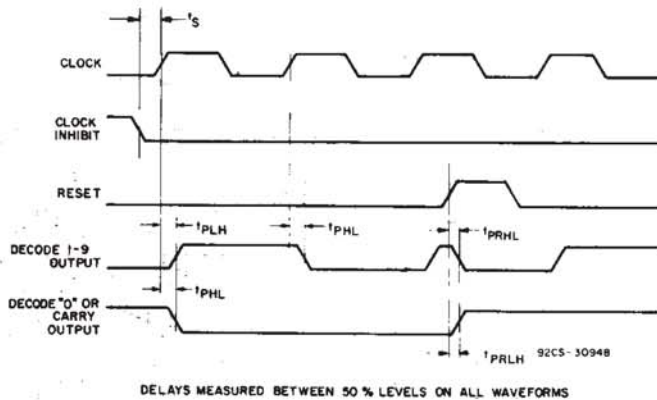 tS
CLOCK
CLOCK
INHIBIT
RESET
tPLH
tPHL
tPRHL
DECODE 1-9
OUTPUT
tPHL
DECODE "0" OR
CARRY
OUTPUT
tPRLH
92CS-30948
DELAYS MEASURED BETWEEN 50% LEVELS ON ALL WAVEFORMS